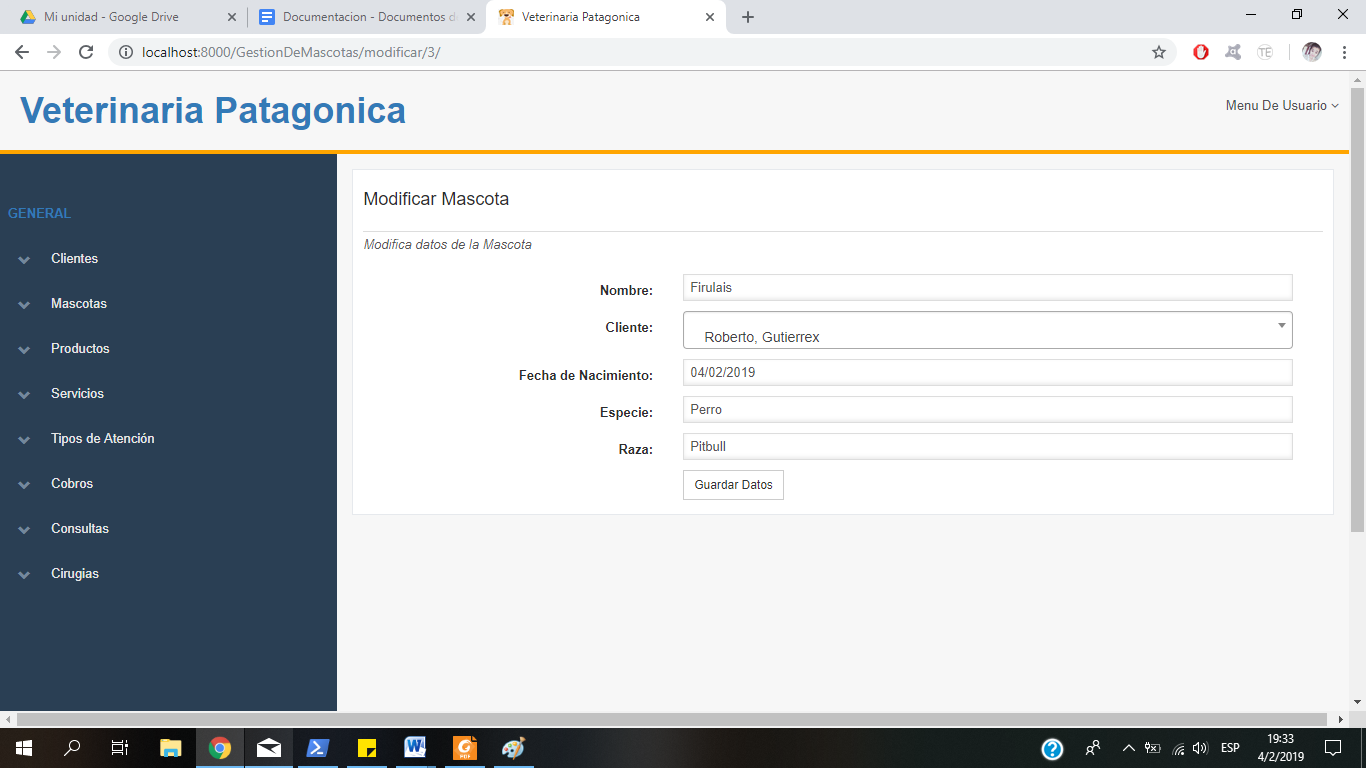 Mi unidad - Google Drive
Documentacion - Documentos d
Veterinaria Patagonica
localhost:8000/GestionDeMascotas/modificar/3/
TE
Veterinaria Patagonica
Menu De Usuario
GENERAL
Clientes
Mascotas
Productos
Servicios
Tipos de Atención
Cobros
Consultas
Cirugias
Modificar Mascota
Modifica datos de la Mascota
Nombre: Firulais
Cliente: Roberto, Gutierrex
Fecha de Nacimiento: 04/02/2019
Especie: Perro
Raza: Pitbull
Guardar Datos
PDF
ESP
19:33
4/2/2019